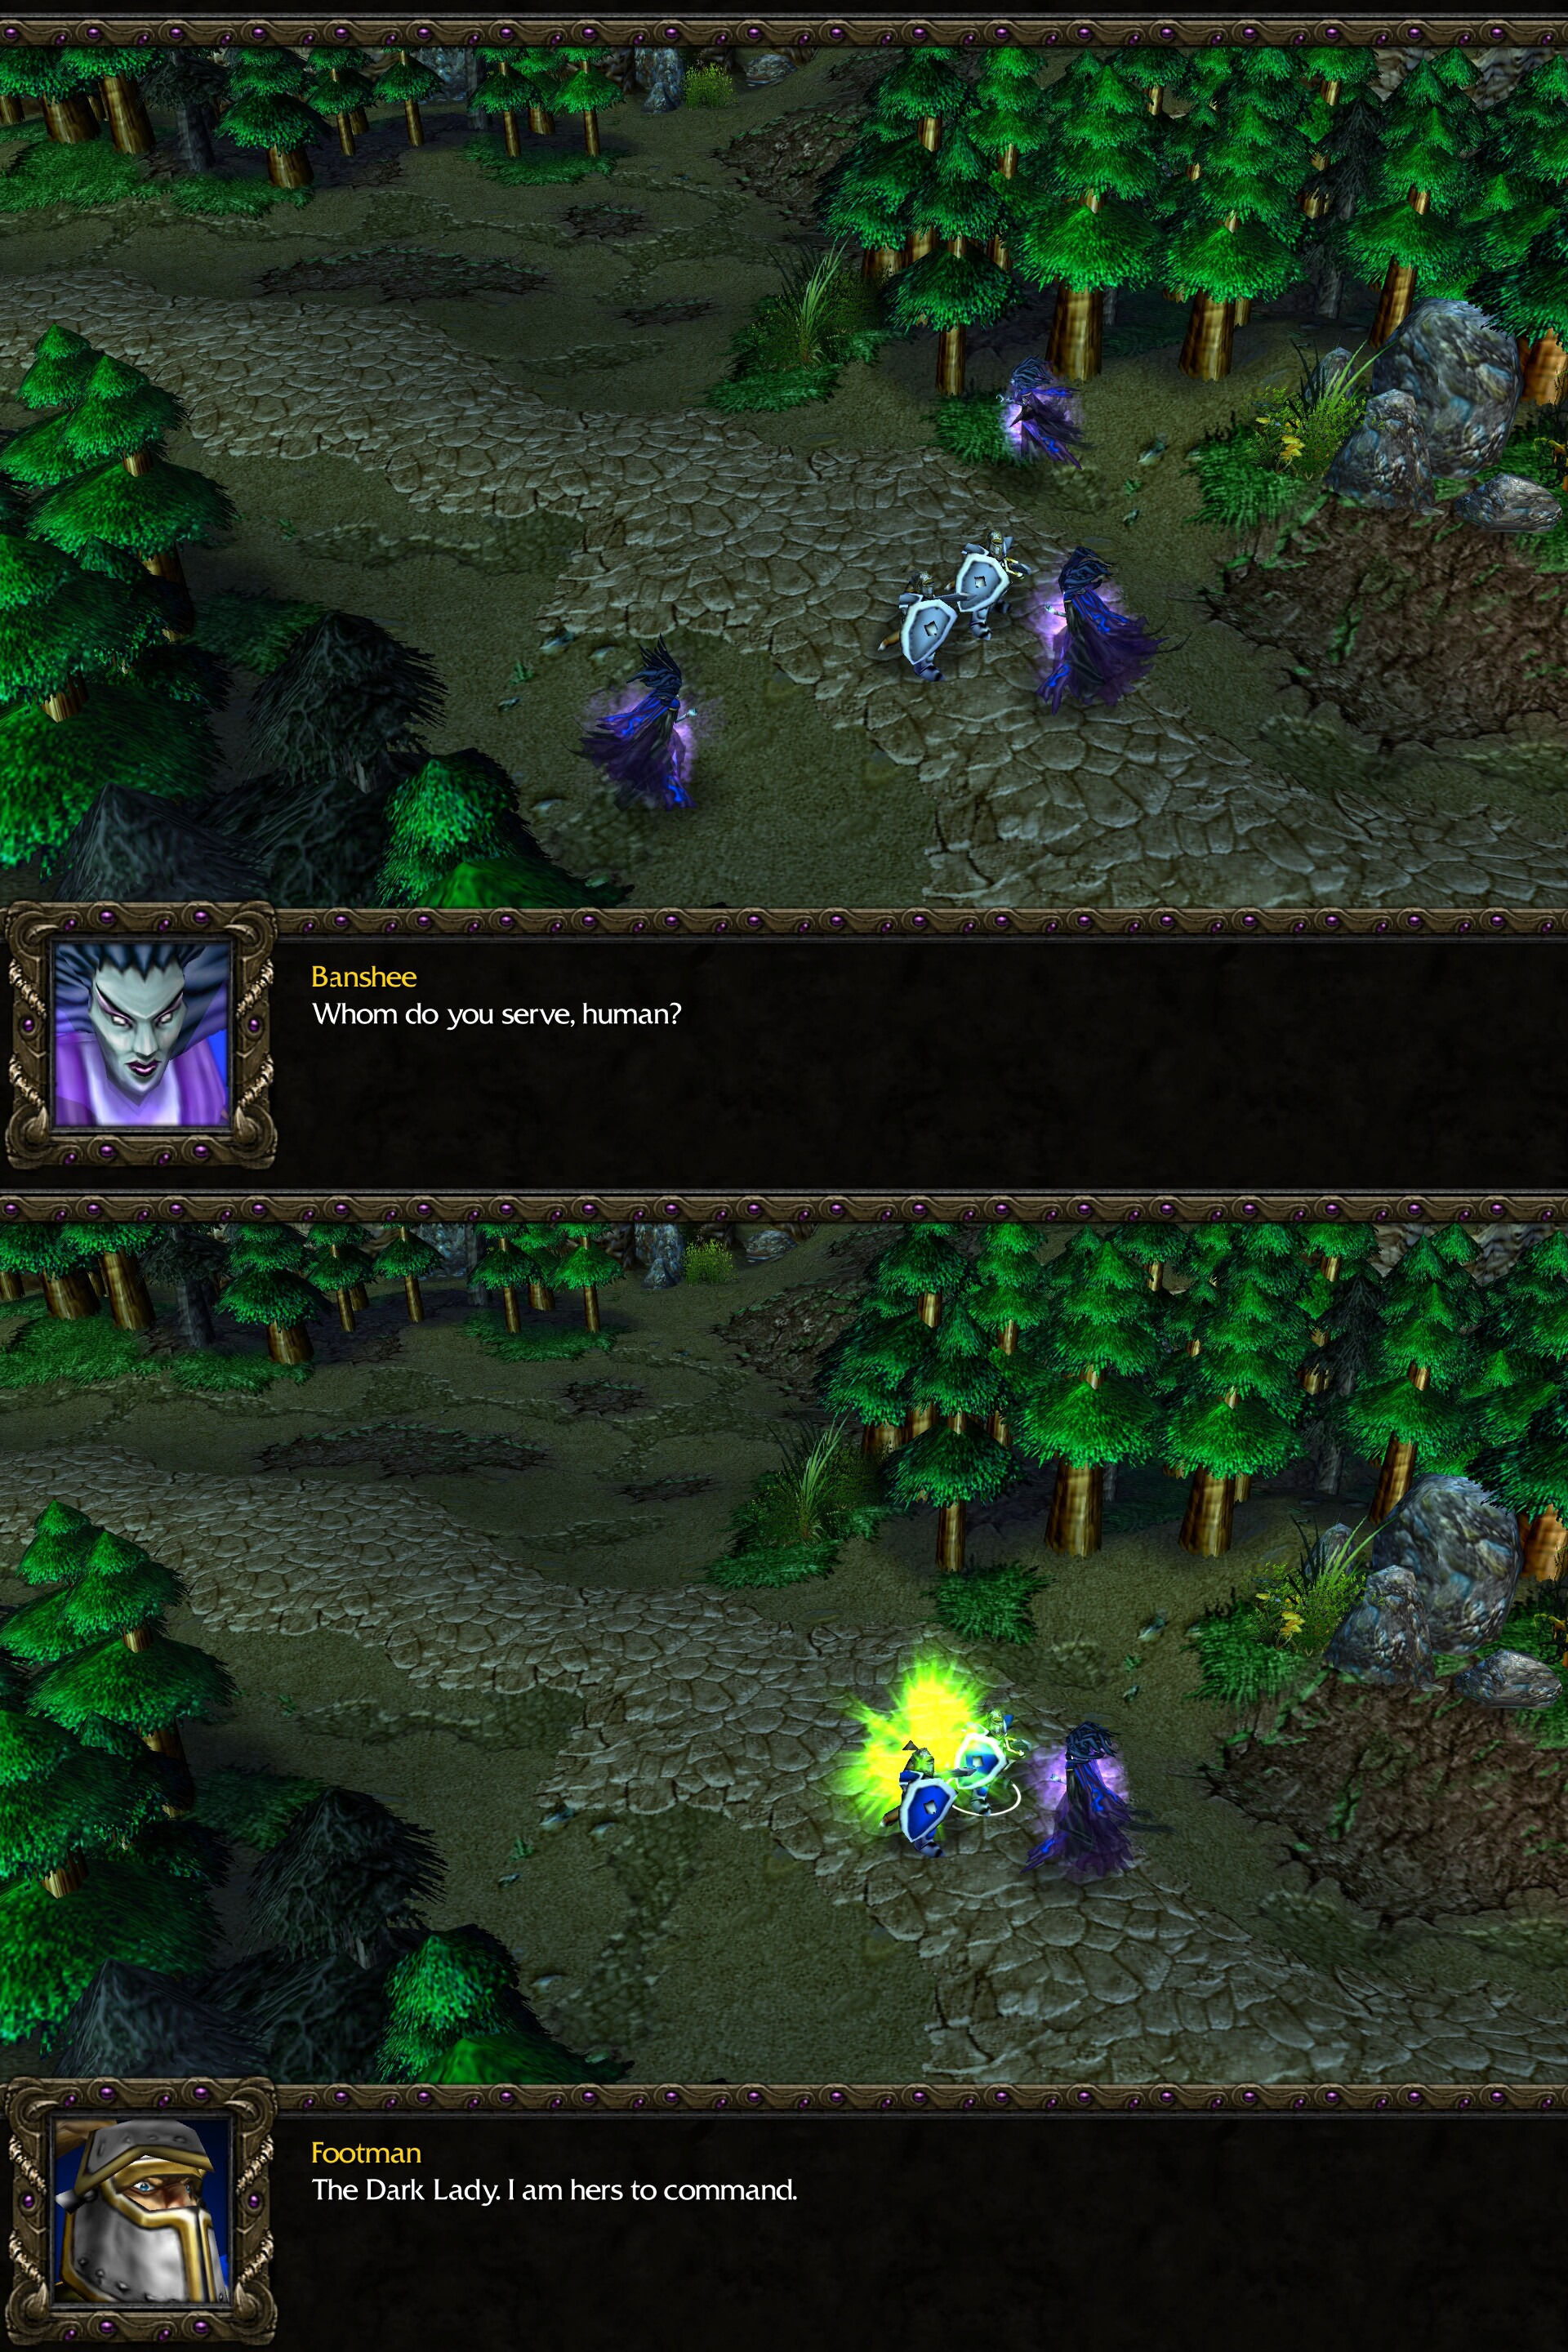 Banshee
Whom do you serve, human?
Footman
The Dark Lady. I am hers to command.